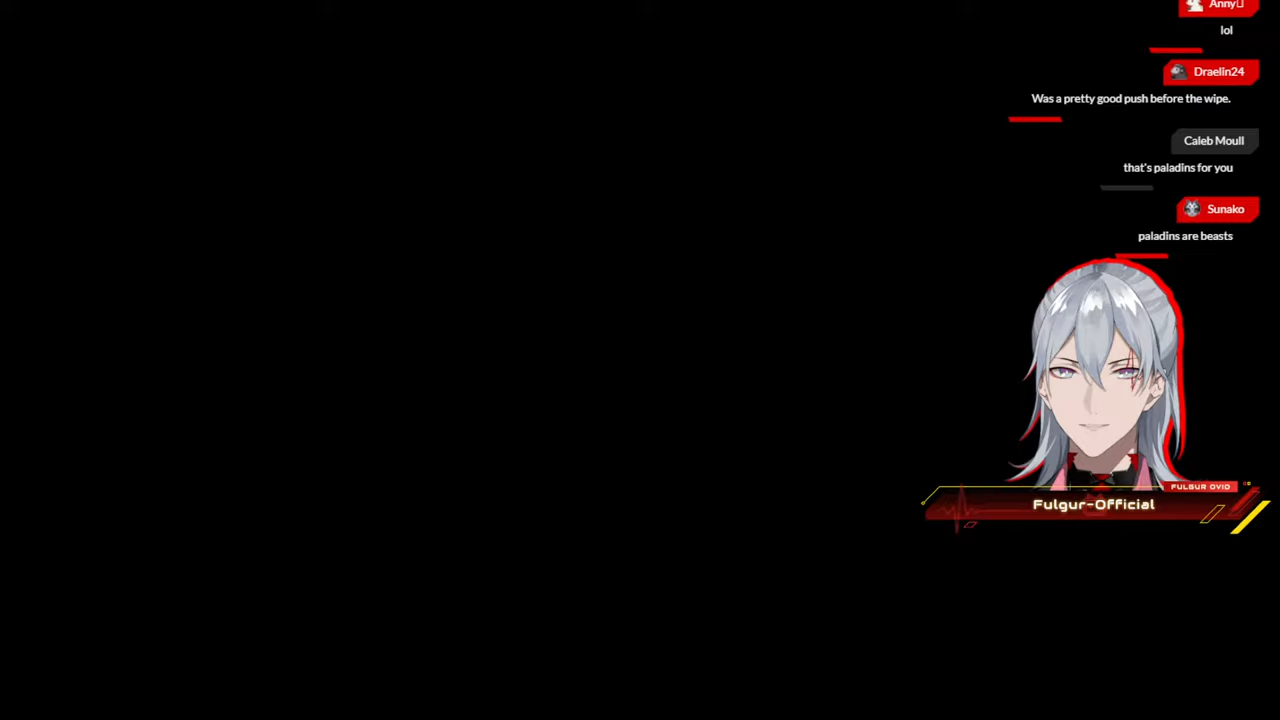 Anny
lol
Draelin24
Was a pretty good push before the wipe.
Caleb Moull
that's paladins for you
Sunako
paladins are beasts
FULGUR OVID
Fulgur-Official